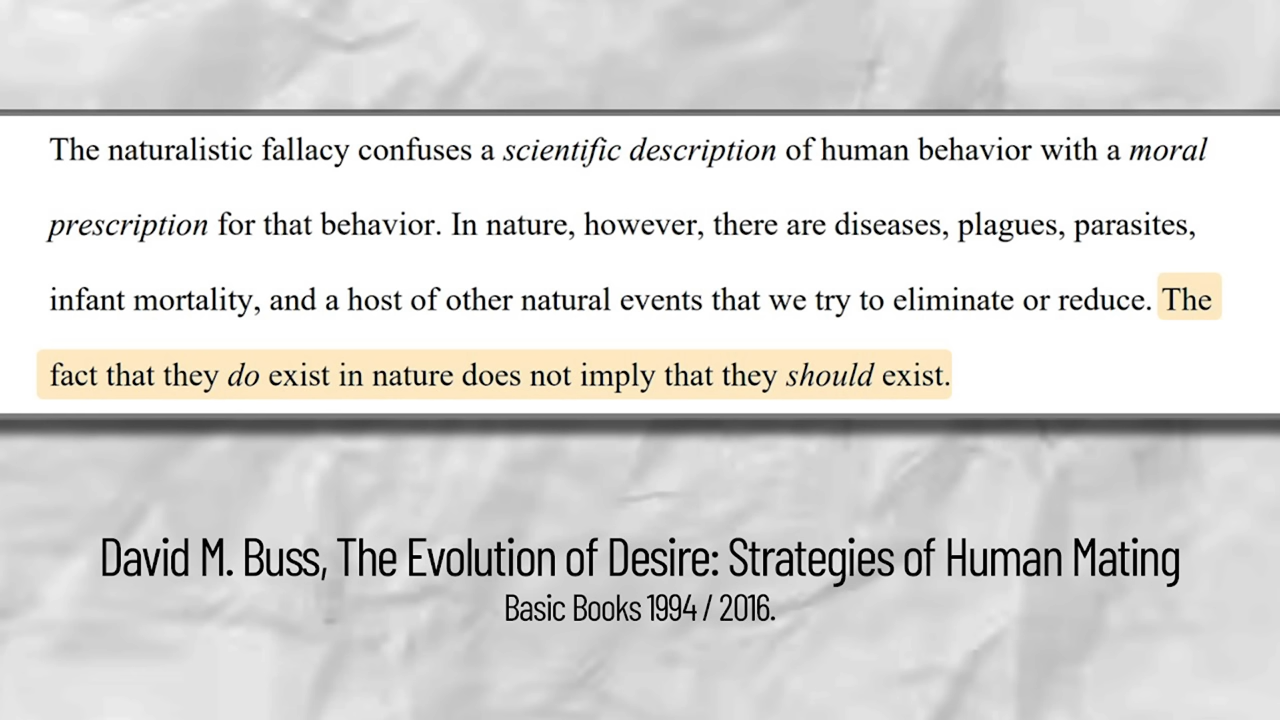 The naturalistic fallacy confuses a scientific description of human behavior with a moral
prescription for that behavior. In nature, however, there are diseases, plagues, parasites,
infant mortality, and a host of other natural events that we try to eliminate or reduce. The
fact that they do exist in nature does not imply that they should exist.
David M. Buss, The Evolution of Desire: Strategies of Human Mating
Basic Books 1994 / 2016.